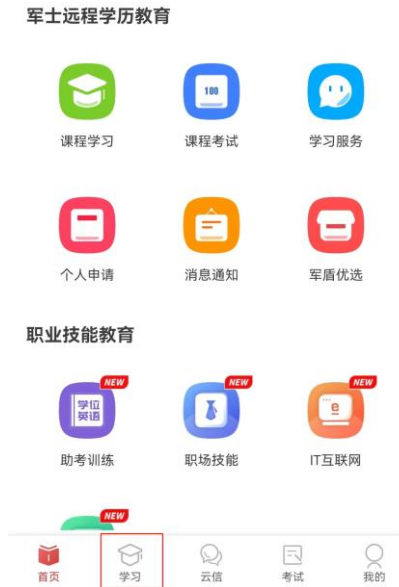 军士远程学历教育
100
课程学习 课程考试 学习服务
个人申请 消息通知 军盾优选
职业技能教育
NEW NEW NEW
学位
英语
e
助考训练 职场技能 IT互联网
NEW
首页 学习 云信 考试 我的